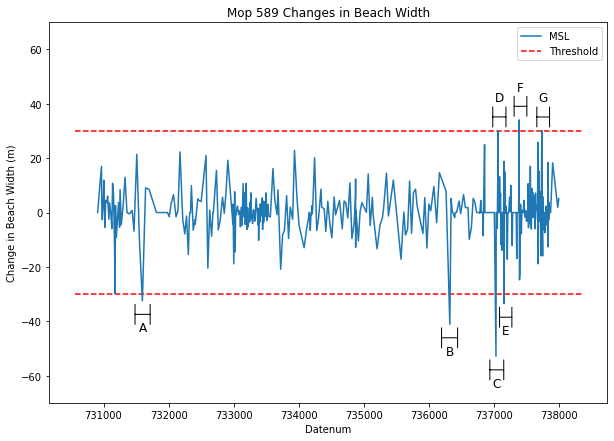 Mop 589 Changes in Beach Width
MSL
Threshold
Change in Beach Width (m)
60
40
20
0
−20
−40
−60
F
D
G
A
E
B
C
731000 732000 733000 734000 735000 736000 737000 738000
Datenum